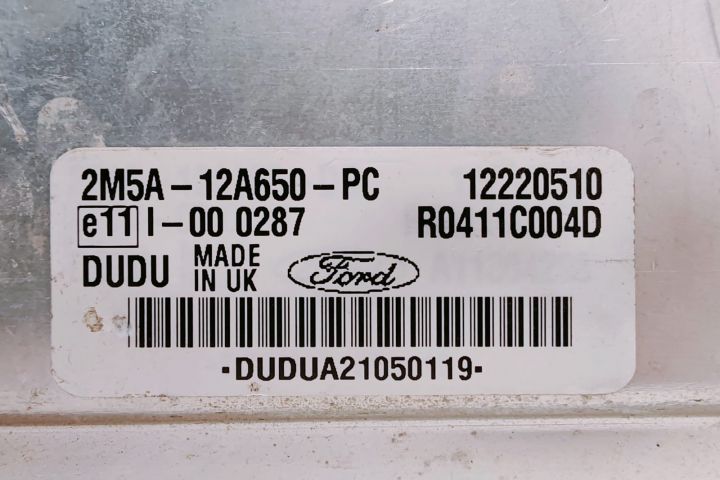 2M5A-12A650-PC 12220510
e11 I-00 0287 R0411C004D
DUDU MADE IN UK Ford
·DUDUA21050119·